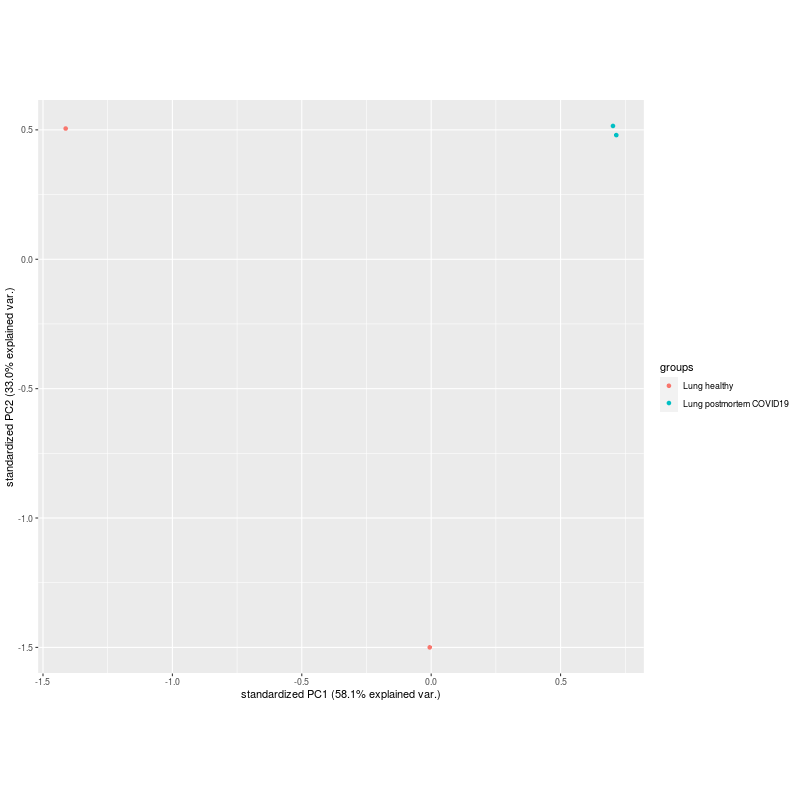 0.5
0.0
-0.5
-1.0
-1.5
-1.5
-1.0
-0.5
0.0
0.5
standardized PC1 (58.1% explained var.)
standardized PC2 (33.0% explained var.)
groups
Lung healthy
Lung postmortem COVID19